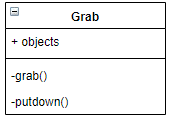 Grab
+ objects
-grab()
-putdown()